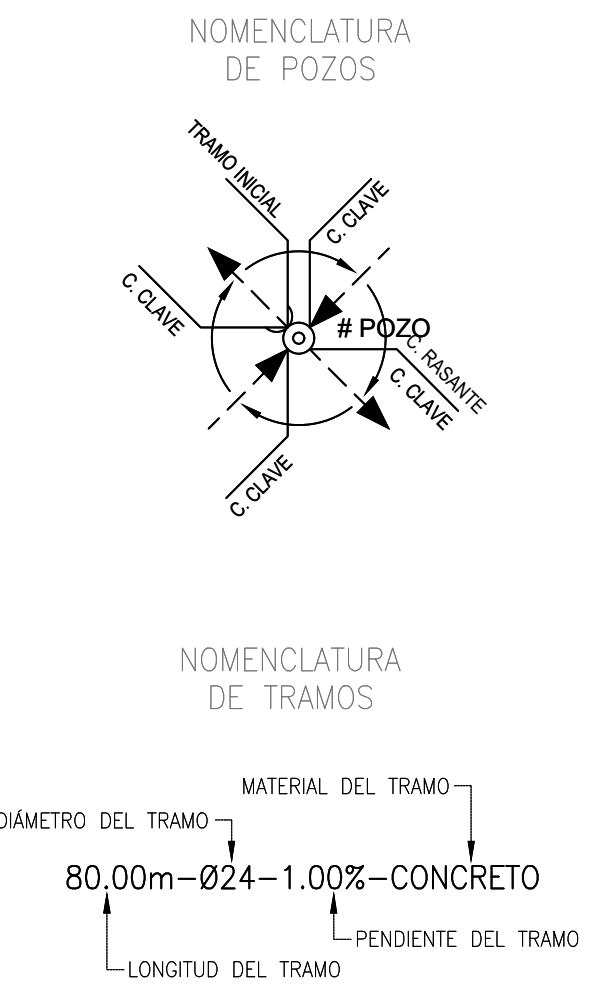 NOMENCLATURA
DE POZOS
TRAMO INICIAL
C. CLAVE
C. CLAVE
# POZO
C. RASANTE
C. CLAVE
C. CLAVE
NOMENCLATURA
DE TRAMOS
MATERIAL DEL TRAMO
DIÁMETRO DEL TRAMO
80.00m-Ø24-1.00%-CONCRETO
PENDIENTE DEL TRAMO
LONGITUD DEL TRAMO